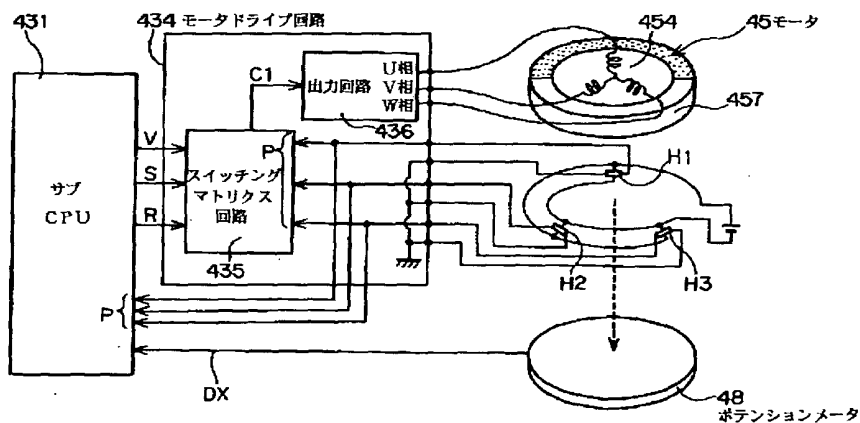 431
434 モータドライブ回路
454
45モータ
C1
出力回路
U相
V相
W相
436
457
V
S
R
P
スイッチング
マトリクス
回路
435
H1
H2
H3
サブ
CPU
P
DX
48
ポテンションメータ